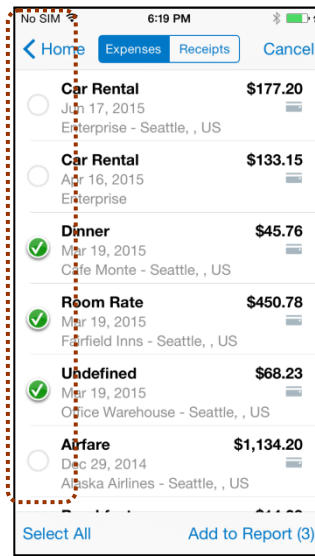 No SIM 6:19 PM
Home Expenses Receipts Cancel
Car Rental $177.20
Jun 17, 2015
Enterprise - Seattle, , US
Car Rental $133.15
Apr 16, 2015
Enterprise
Dinner $45.76
Mar 19, 2015
Cafe Monte - Seattle, , US
Room Rate $450.78
Mar 19, 2015
Fairfield Inns - Seattle, , US
Undefined $68.23
Mar 19, 2015
Office Warehouse - Seattle, , US
Airfare $1,134.20
Dec 29, 2014
Alaska Airlines - Seattle, , US
Select All Add to Report (3)